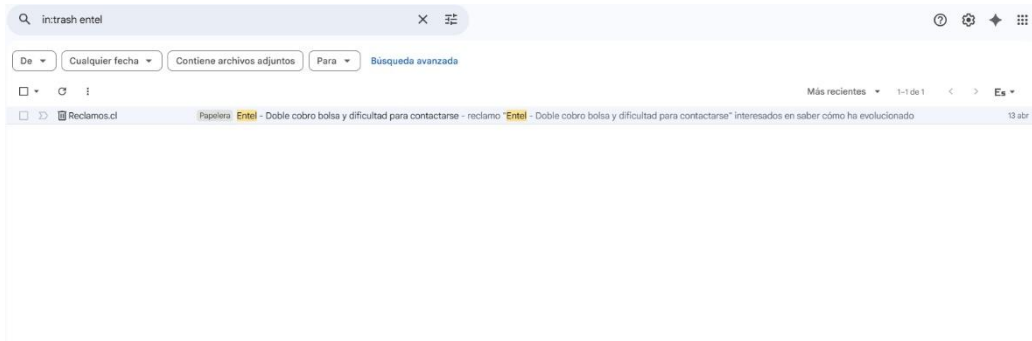 in:trash entel
De Cualquier fecha Contiene archivos adjuntos Para Búsqueda avanzada
Más recientes 1–1 de 1 Es
Reclamos.cl Papelera Entel - Doble cobro bolsa y dificultad para contactarse - reclamo "Entel - Doble cobro bolsa y dificultad para contactarse" interesados en saber cómo ha evolucionado 13 abr